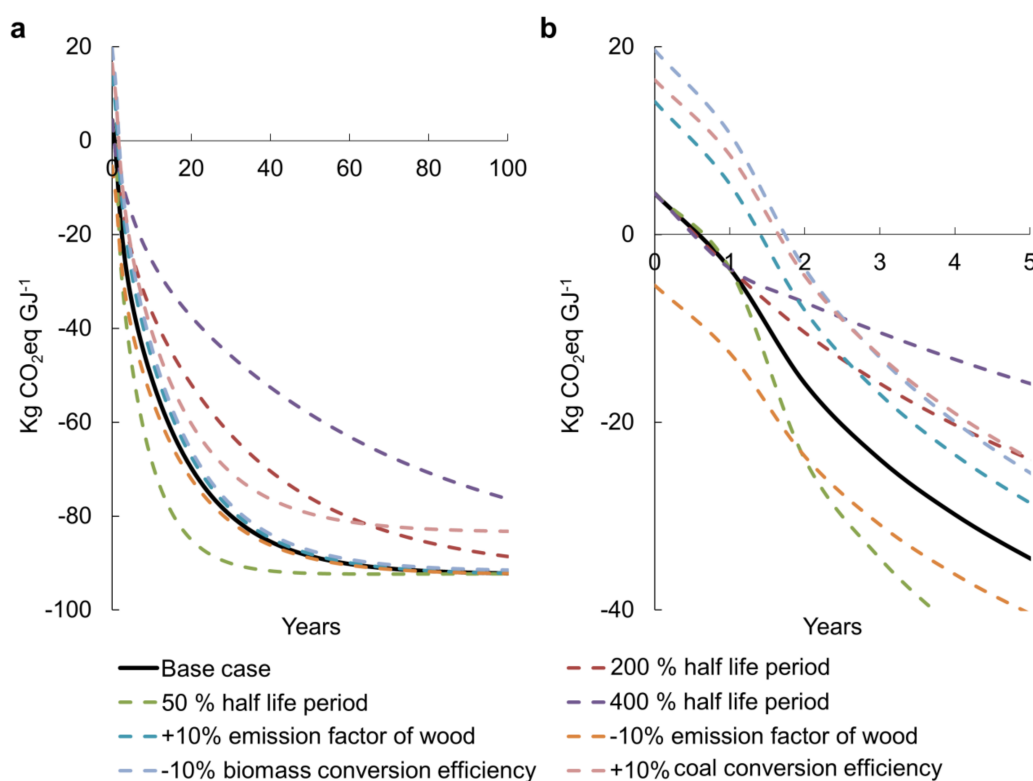 a
b
20
0
-20
-40
-60
-80
-100
0
20
40
60
80
100
Kg CO₂eq GJ⁻¹
Years
20
10
0
-20
-40
0
1
2
3
4
5
Kg CO₂eq GJ⁻¹
Years
Base case
200 % half life period
50 % half life period
400 % half life period
+10% emission factor of wood
-10% emission factor of wood
-10% biomass conversion efficiency
+10% coal conversion efficiency